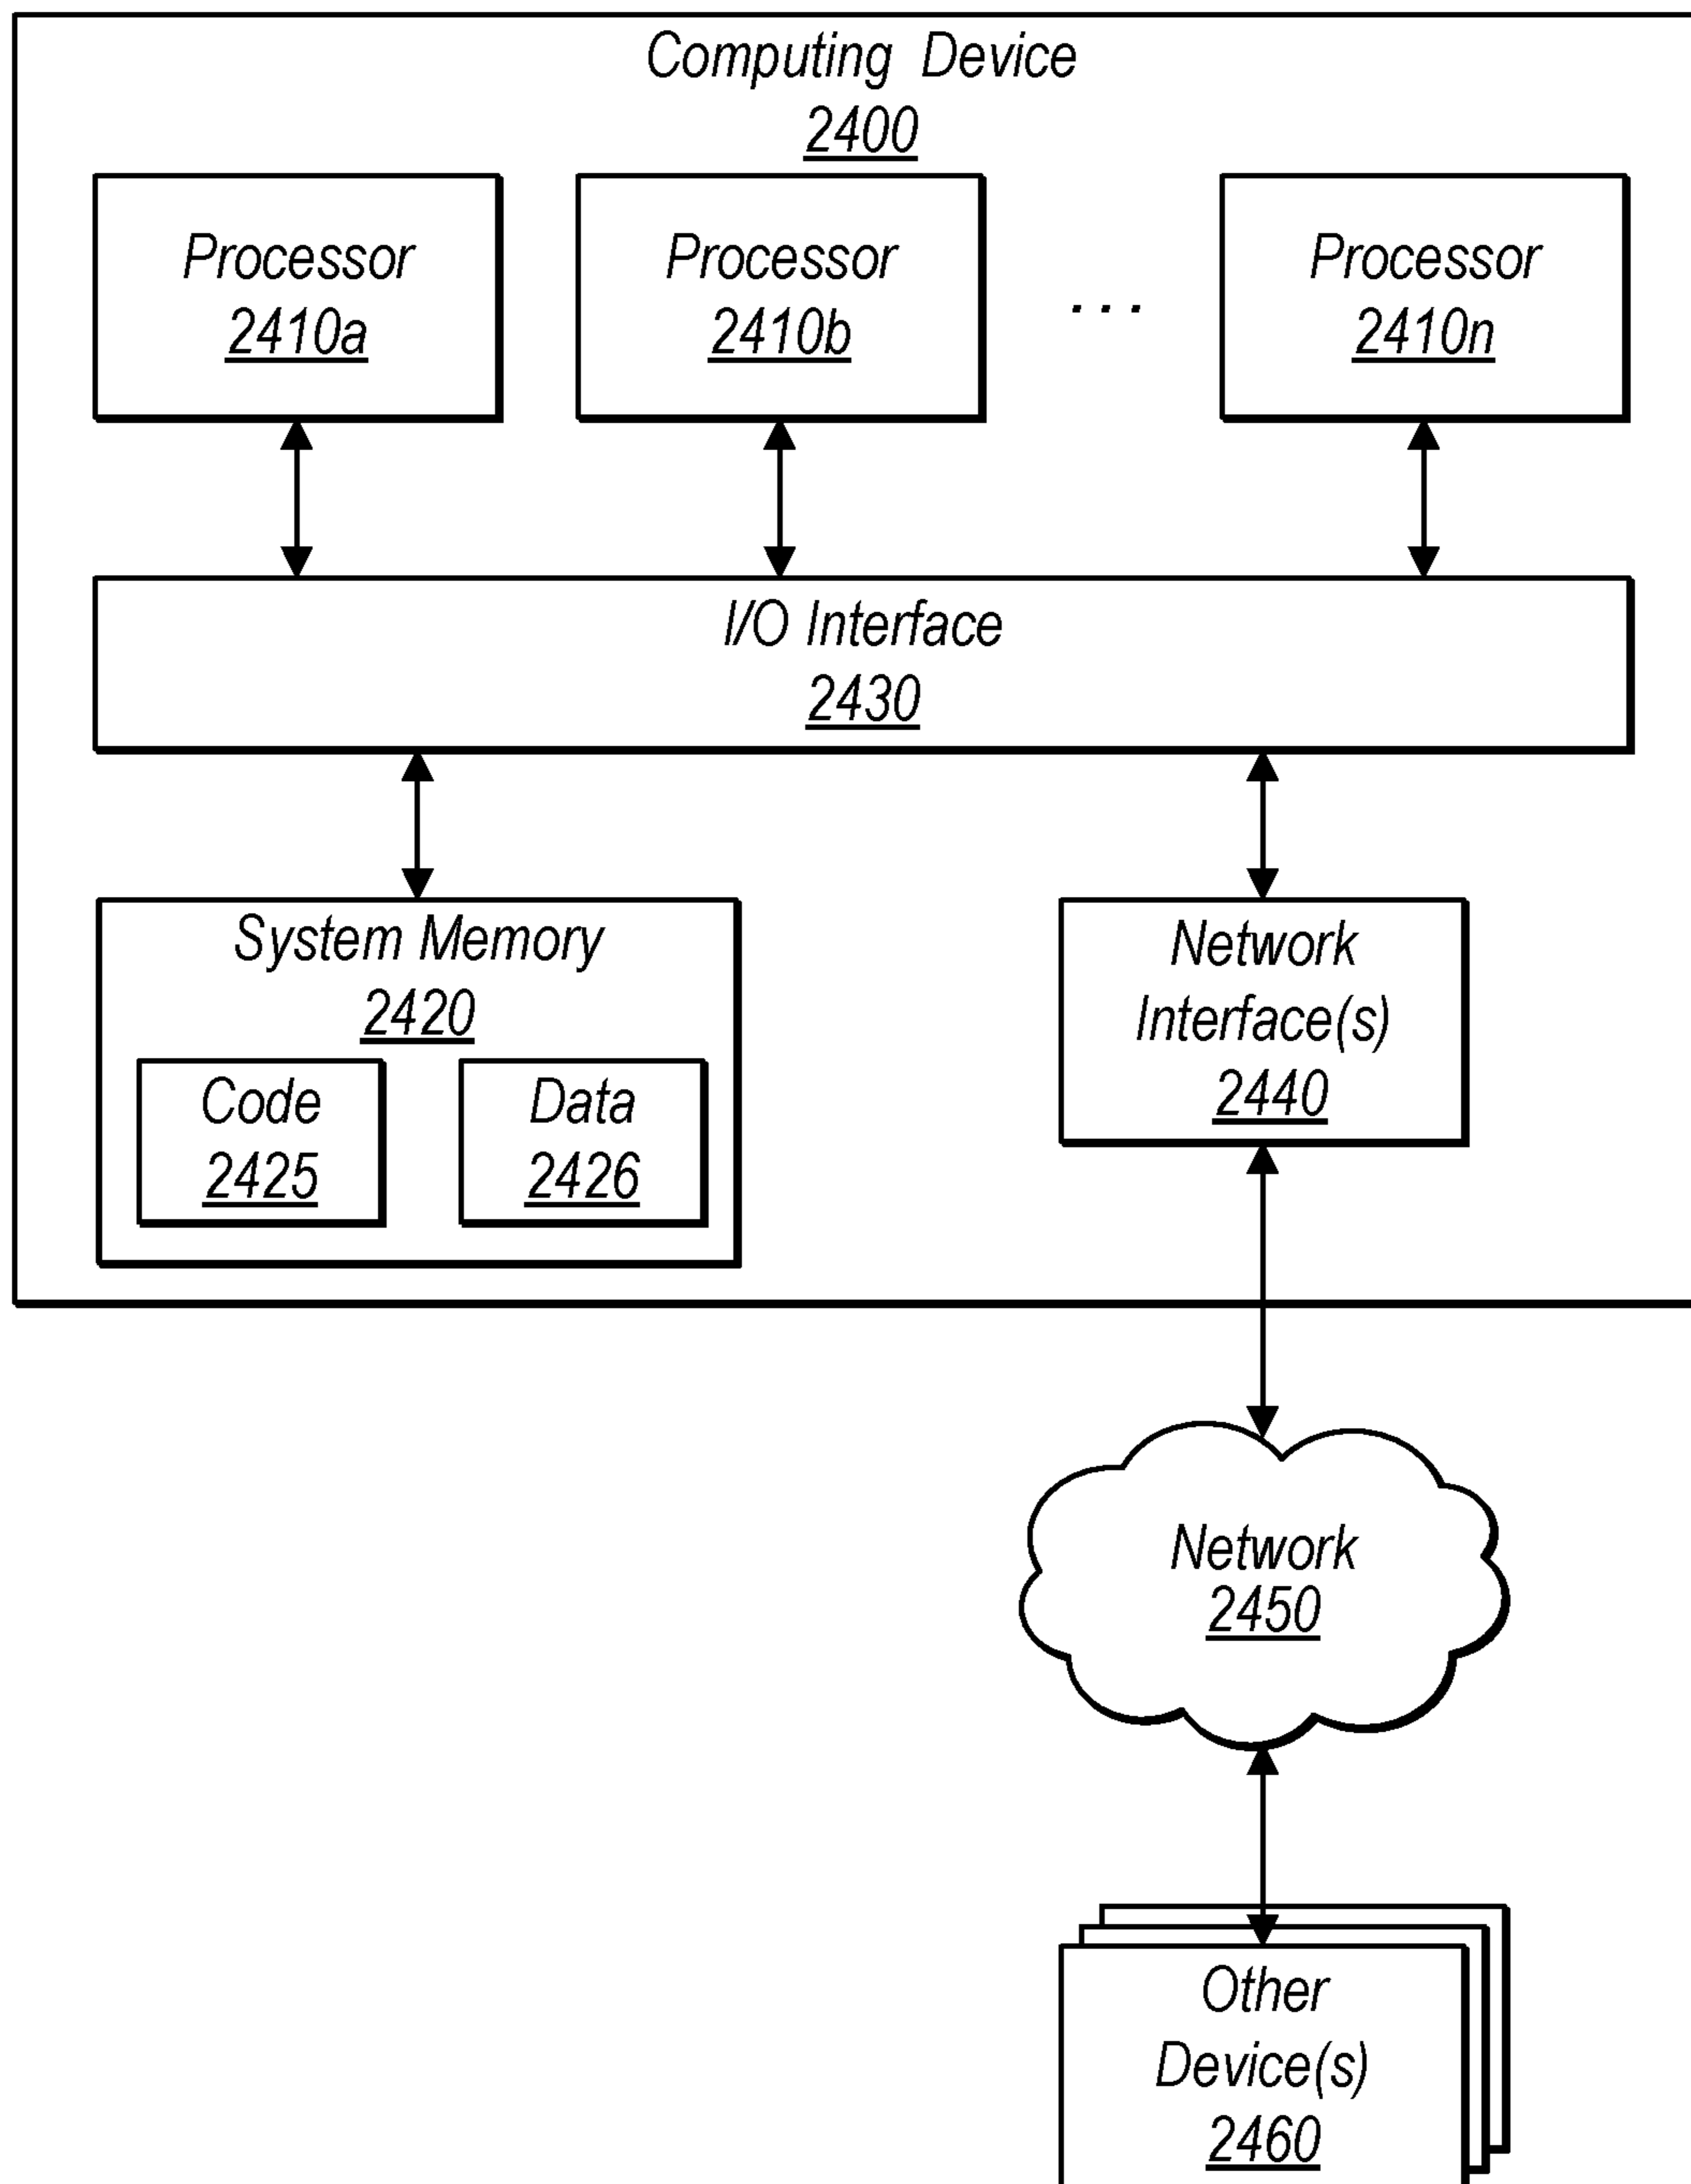 Computing Device
2400
Processor
2410a
Processor
2410b
...
Processor
2410n
I/O Interface
2430
System Memory
2420
Code
2425
Data
2426
Network
Interface(s)
2440
Network
2450
Other
Device(s)
2460